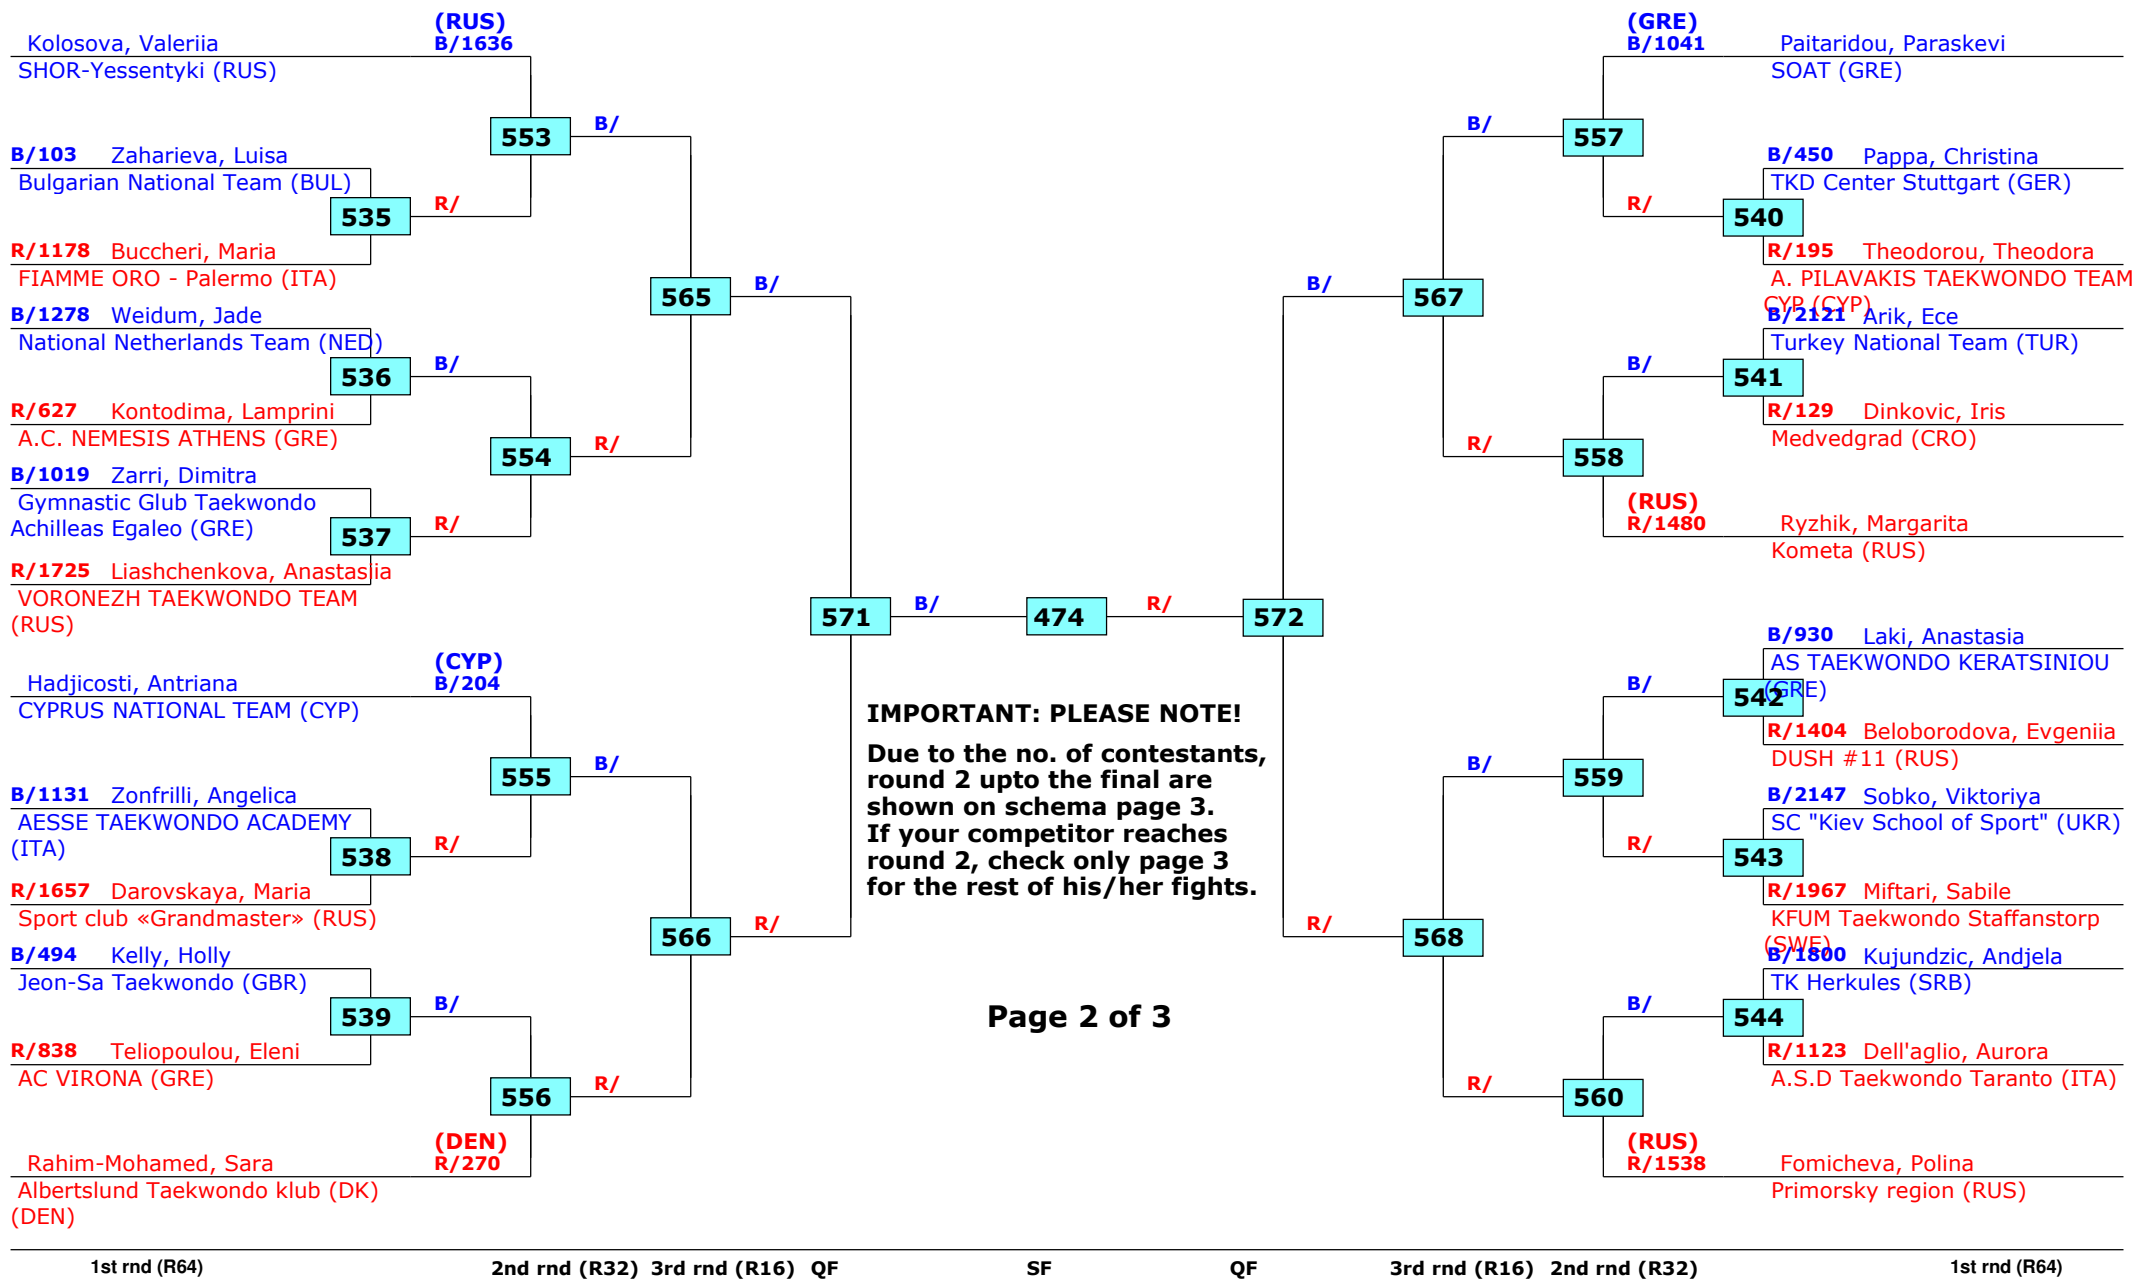 (RUS)
Kolosova, Valeriia B/1636
SHOR-Yessentyki (RUS)
553
B/
B/103 Zaharieva, Luisa
Bulgarian National Team (BUL)
535
R/
R/1178 Buccheri, Maria
FIAMME ORO - Palermo (ITA)
565
B/
B/1278 Weidum, Jade
National Netherlands Team (NED)
536
B/
R/627 Kontodima, Lamprini
A.C. NEMESIS ATHENS (GRE)
554
R/
B/1019 Zarri, Dimitra
Gymnastic Glub Taekwondo
Achilleas Egaleo (GRE)
537
R/
R/1725 Liashchenkova, Anastasiia
VORONEZH TAEKWONDO TEAM
(RUS)
571
B/
474
R/
572
(CYP)
Hadjicosti, Antriana B/204
CYPRUS NATIONAL TEAM (CYP)
555
B/
B/1131 Zonfrilli, Angelica
AESSE TAEKWONDO ACADEMY
(ITA)
538
R/
R/1657 Darovskaya, Maria
Sport club «Grandmaster» (RUS)
566
R/
B/494 Kelly, Holly
Jeon-Sa Taekwondo (GBR)
539
B/
R/838 Teliopoulou, Eleni
AC VIRONA (GRE)
556
R/
(DEN)
Rahim-Mohamed, Sara R/270
Albertslund Taekwondo klub (DK)
(DEN)
IMPORTANT: PLEASE NOTE!
Due to the no. of contestants,
round 2 upto the final are
shown on schema page 3.
If your competitor reaches
round 2, check only page 3
for the rest of his/her fights.
Page 2 of 3
(GRE)
B/1041 Paitaridou, Paraskevi
SOAT (GRE)
B/
557
B/450 Pappa, Christina
TKD Center Stuttgart (GER)
R/
540
R/195 Theodorou, Theodora
A. PILAVAKIS TAEKWONDO TEAM
CYP (CYP)
B/
567
B/2121 Arik, Ece
Turkey National Team (TUR)
B/
541
R/129 Dinkovic, Iris
Medvedgrad (CRO)
R/
558
(RUS)
R/1480 Ryzhik, Margarita
Kometa (RUS)
B/930 Laki, Anastasia
AS TAEKWONDO KERATSINIOU
(GRE)
B/
542
R/1404 Beloborodova, Evgeniia
DUSH #11 (RUS)
B/
559
B/2147 Sobko, Viktoriya
SC "Kiev School of Sport" (UKR)
R/
543
R/1967 Miftari, Sabile
KFUM Taekwondo Staffanstorp
(SWE)
R/
568
B/1800 Kujundzic, Andjela
TK Herkules (SRB)
B/
544
R/1123 Dell'aglio, Aurora
A.S.D Taekwondo Taranto (ITA)
R/
560
(RUS)
R/1538 Fomicheva, Polina
Primorsky region (RUS)
1st rnd (R64) 2nd rnd (R32) 3rd rnd (R16) QF SF QF 3rd rnd (R16) 2nd rnd (R32) 1st rnd (R64)